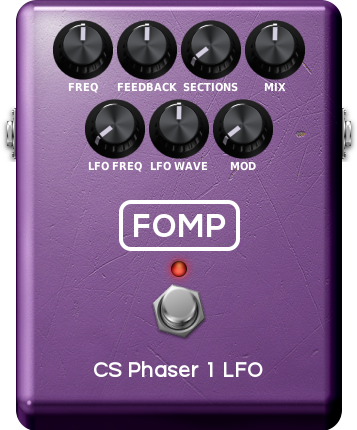 FREQ FEEDBACK SECTIONS MIX
LFO FREQ LFO WAVE MOD
FOMP
CS Phaser 1 LFO